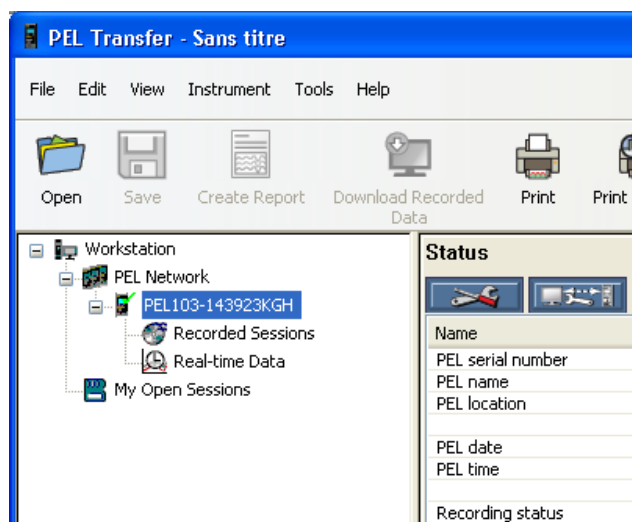 PEL Transfer - Sans titre
File Edit View Instrument Tools Help
Open Save Create Report Download Recorded Data Print Print
Workstation
PEL Network
PEL103-143923KGH
Recorded Sessions
Real-time Data
My Open Sessions
Status
Name
PEL serial number
PEL name
PEL location
PEL date
PEL time
Recording status